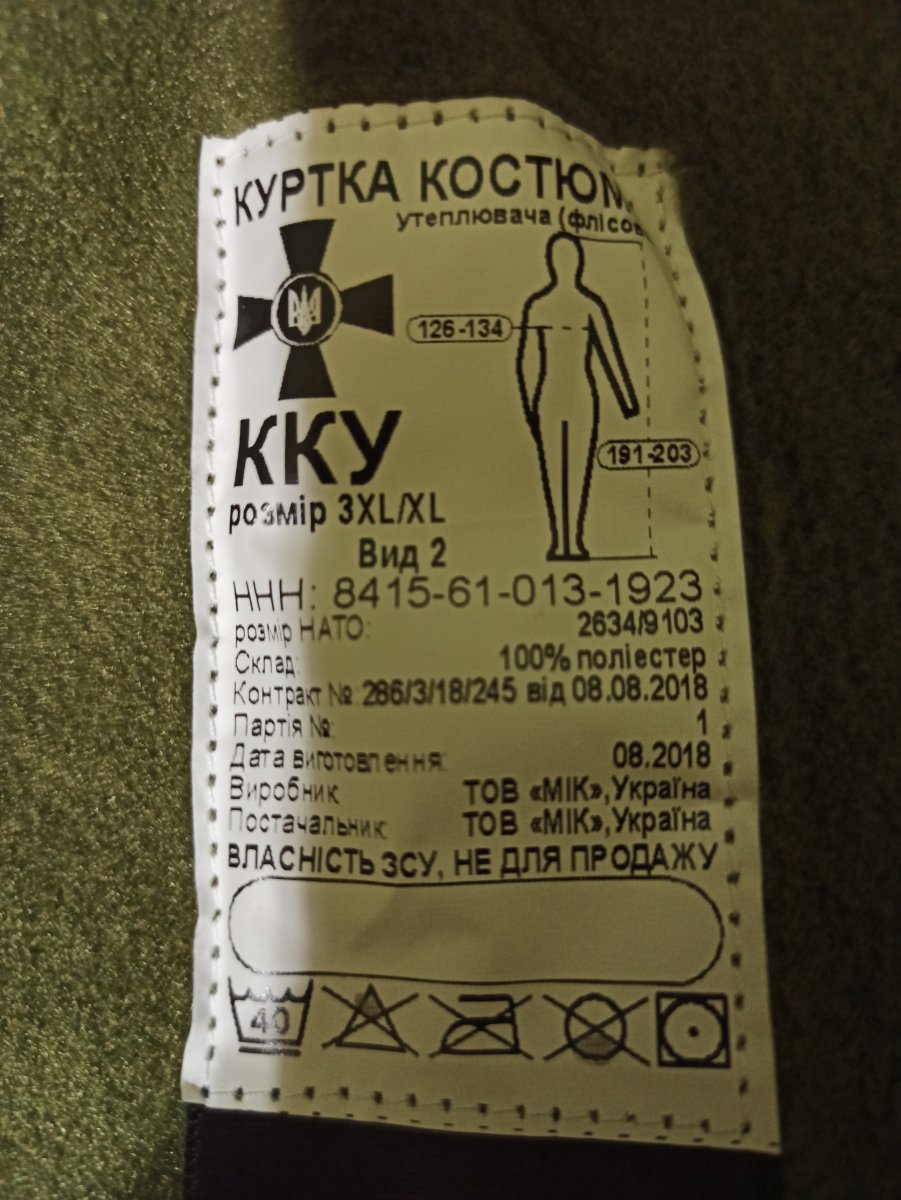 КУРТКА КОСТЮМ
утеплювача (флісов
126-134
191-203
ККУ
розмір 3XL/XL
Вид 2
ННН: 8415-61-013-1923
розмір НАТО: 2634/9103
Склад: 100% поліестер
Контракт №: 286/3/18/245 від 08.08.2018
Партія №: 1
Дата виготовлення: 08.2018
Виробник: ТОВ «МІК», Україна
Постачальник: ТОВ «МІК», Україна
ВЛАСНІСТЬ ЗСУ, НЕ ДЛЯ ПРОДАЖУ
40